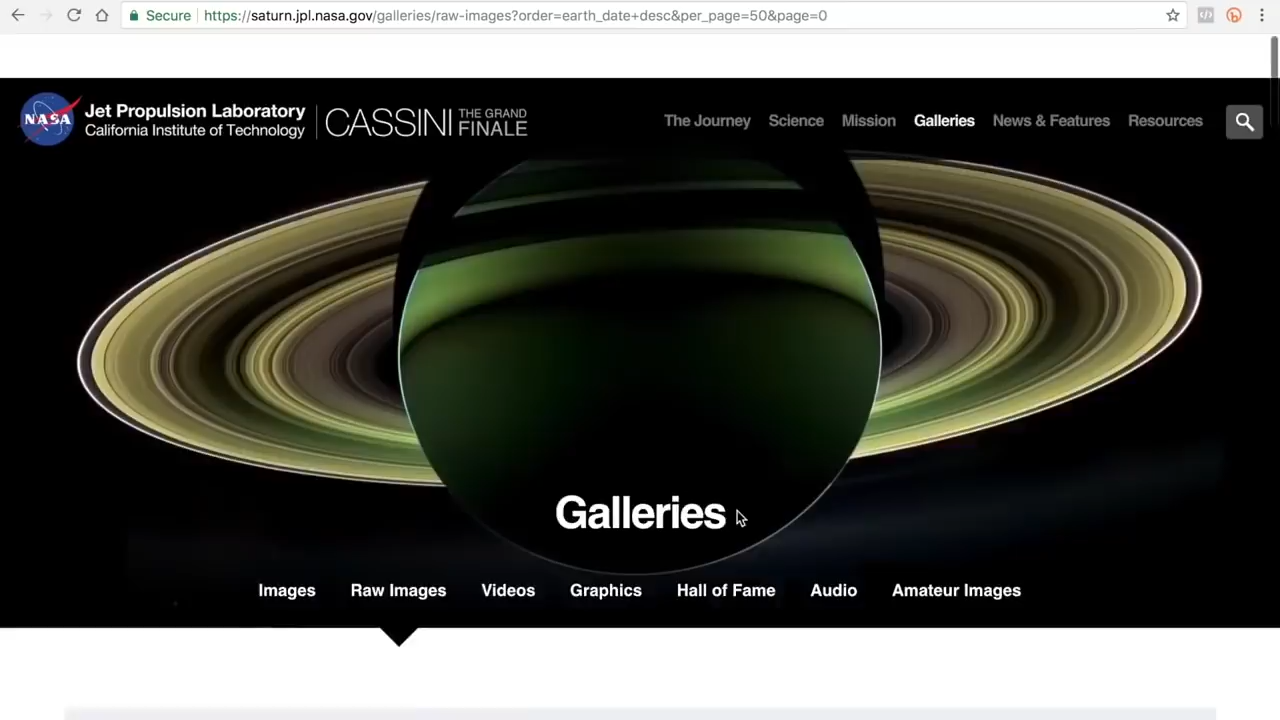 Secure https://saturn.jpl.nasa.gov/galleries/raw-images?order=earth_date+desc&per_page=50&page=0
NASA
Jet Propulsion Laboratory
California Institute of Technology
CASSINI THE GRAND FINALE
The Journey Science Mission Galleries News & Features Resources
Galleries
Images Raw Images Videos Graphics Hall of Fame Audio Amateur Images